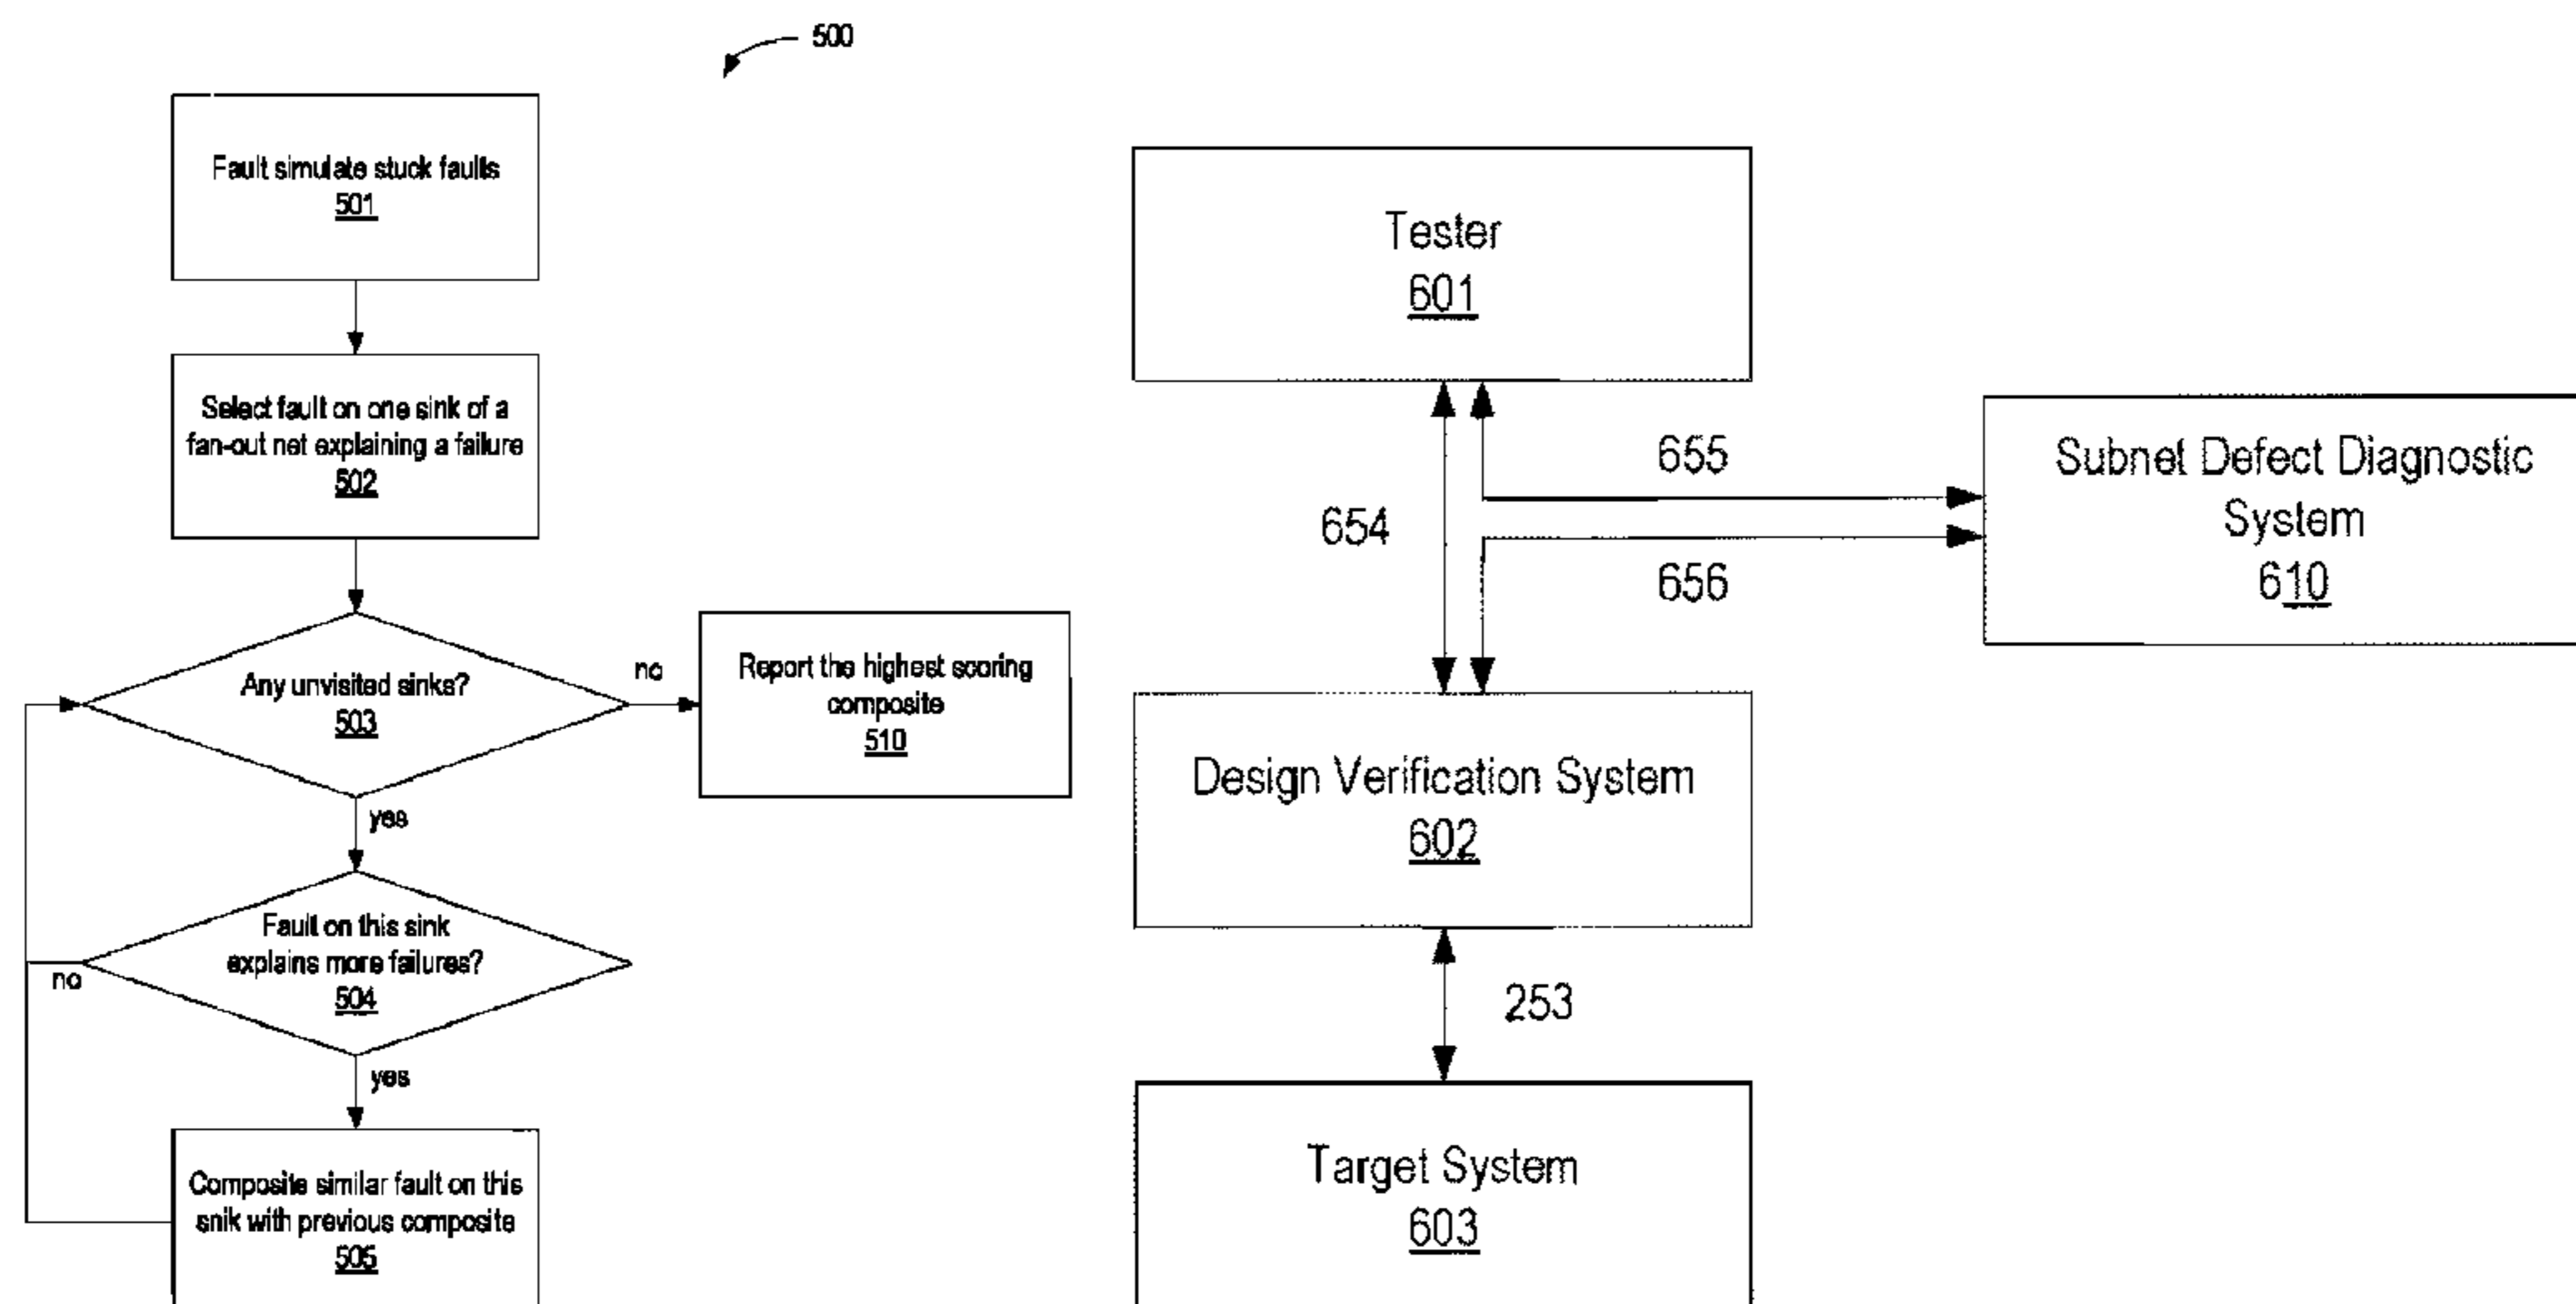 500
Fault simulate stuck faults
501
Select fault on one sink of a
fan-out net explaining a failure
502
Any unvisited sinks?
503
no
Report the highest scoring
composite
510
yes
Fault on this sink
explains more failures?
504
no
yes
Composite similar fault on this
snik with previous composite
505
Tester
601
654
655
656
Subnet Defect Diagnostic
System
610
Design Verification System
602
253
Target System
603